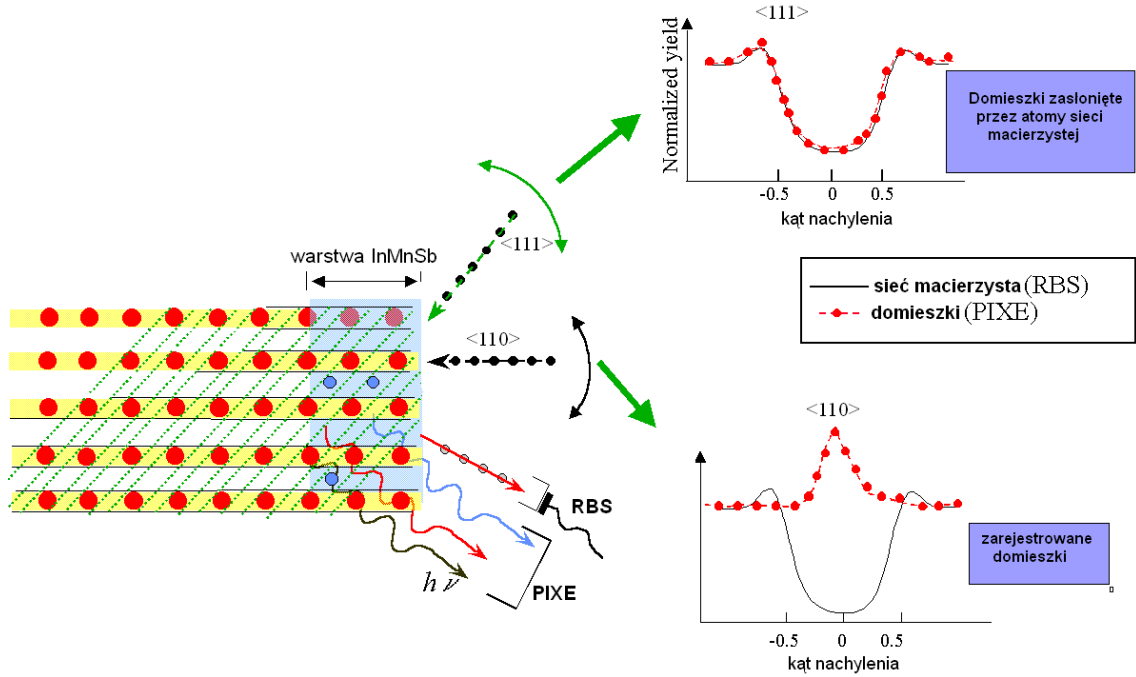 <111>
Normalized yield
Domieszki zasłonięte
przez atomy sieci
macierzystej
-0.5 0 0.5
kąt nachylenia
<111>
warstwa InMnSb
<110>
sieć macierzysta (RBS)
domieszki (PIXE)
<110>
RBS
PIXE
hν
zarejestrowane
domieszki
-0.5 0 0.5
kąt nachylenia